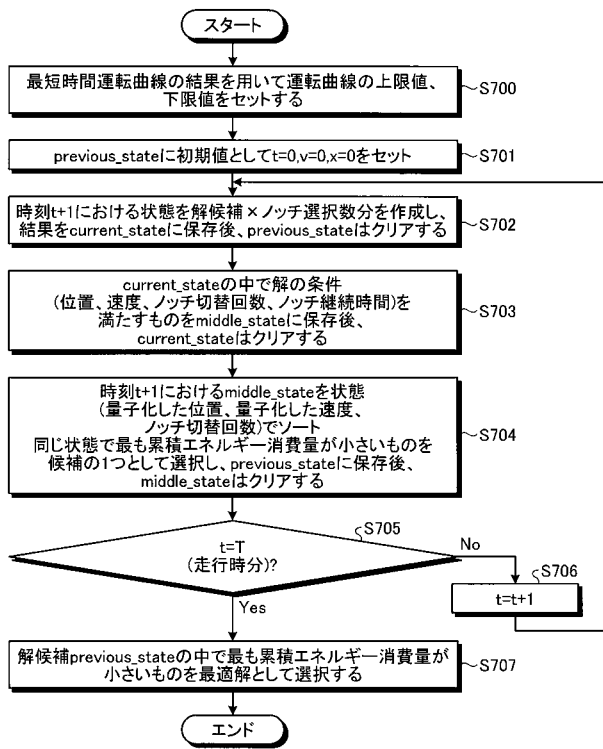 スタート
最短時間運転曲線の結果を用いて運転曲線の上限値、
下限値をセットする
S700
previous_stateに初期値としてt=0,v=0,x=0をセット
S701
時刻t+1における状態を解候補×ノッチ選択数分を作成し、
結果をcurrent_stateに保存後、previous_stateはクリアする
S702
current_stateの中で解の条件
(位置、速度、ノッチ切替回数、ノッチ継続時間)を
満たすものをmiddle_stateに保存後、
current_stateはクリアする
S703
時刻t+1におけるmiddle_stateを状態
(量子化した位置、量子化した速度、
ノッチ切替回数)でソート
同じ状態で最も累積エネルギー消費量が小さいものを
候補の1つとして選択し、previous_stateに保存後、
middle_stateはクリアする
S704
t=T
(走行時分)?
S705
No
S706
t=t+1
Yes
解候補previous_stateの中で最も累積エネルギー消費量が
小さいものを最適解として選択する
S707
エンド